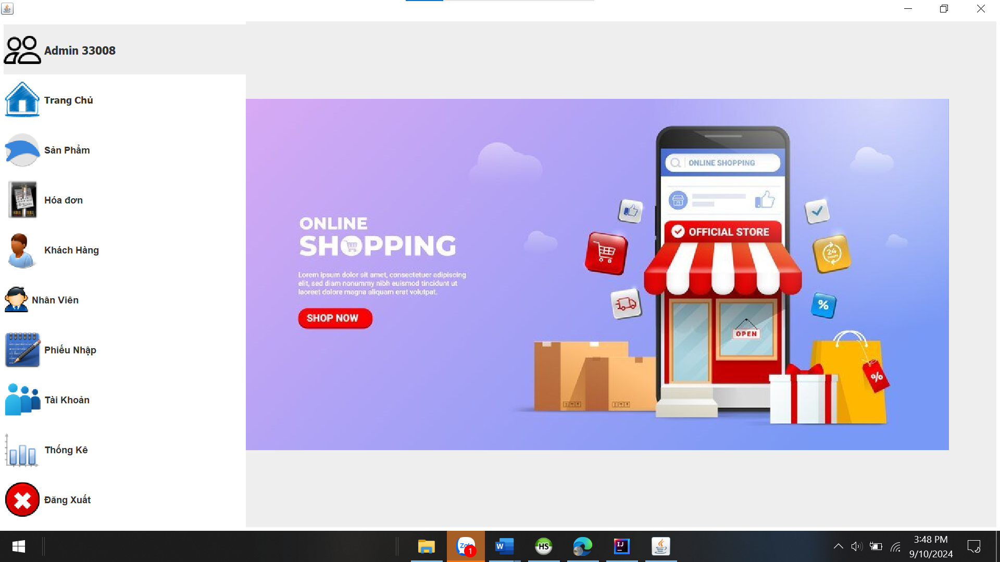 Admin 33008
Trang Chủ
Sản Phẩm
Hóa đơn
Khách Hàng
Nhân Viên
Phiếu Nhập
Tài Khoản
Thống Kê
Đăng Xuất
ONLINE
SHOPPING
Lorem ipsum dolor sit amet, consectetuer adipiscing
elit, sed diam nonummy nibh euismod tincidunt ut
laoreet dolore magna aliquam erat volutpat.
SHOP NOW
ONLINE SHOPPING
OFFICIAL STORE
24
%
OPEN
%
Zalo
1
W
HS
IJ
3:48 PM
9/10/2024